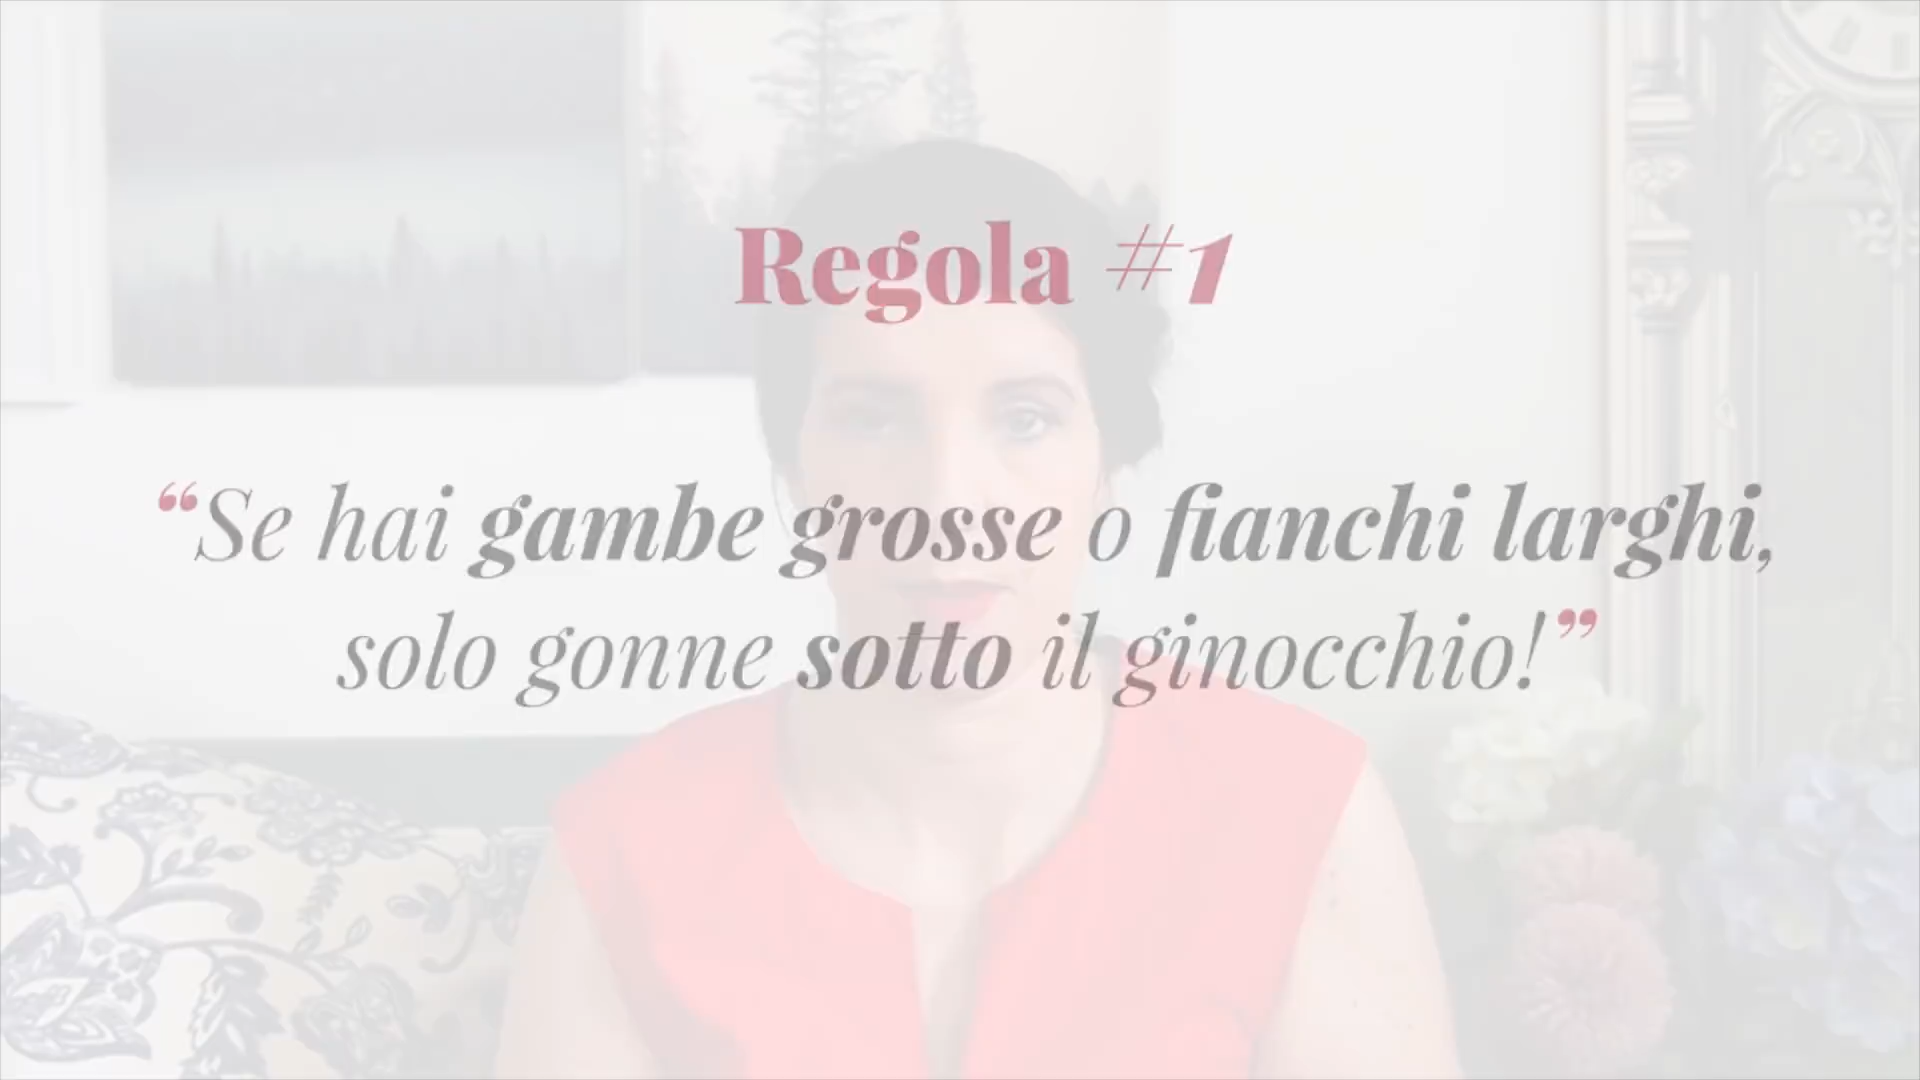 Regola #1
“Se hai gambe grosse o fianchi larghi,
solo gonne sotto il ginocchio!”